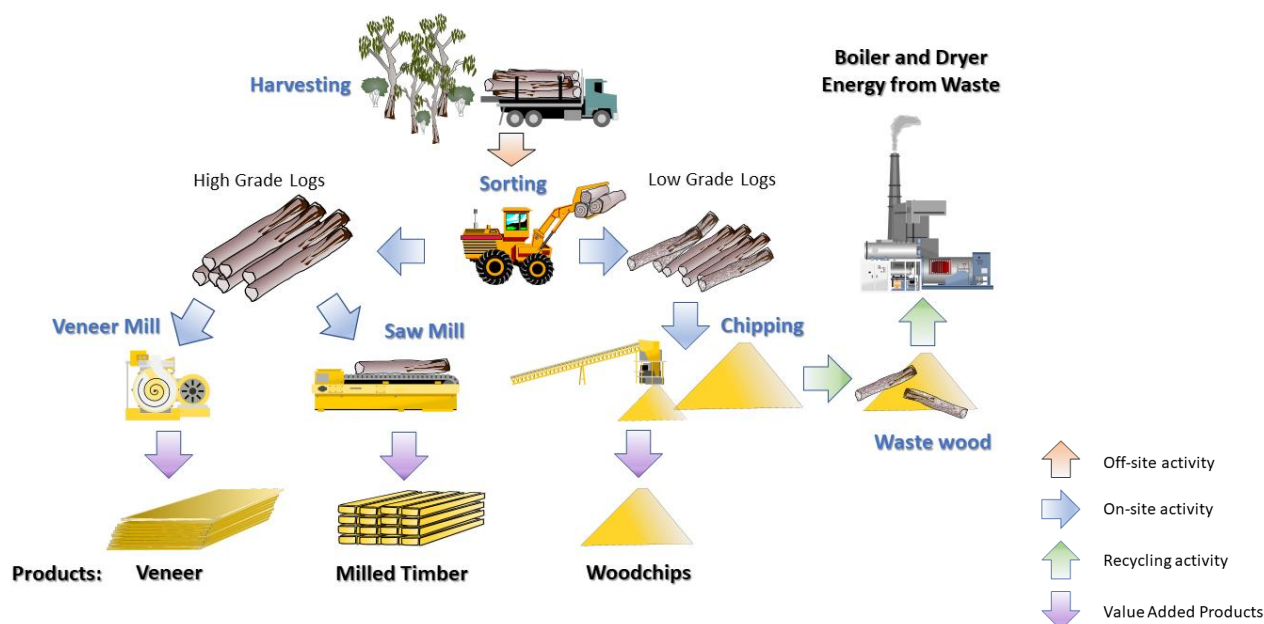 Boiler and Dryer
Energy from Waste
Harvesting
High Grade Logs
Sorting
Low Grade Logs
Veneer Mill
Saw Mill
Chipping
Waste wood
Off-site activity
On-site activity
Recycling activity
Value Added Products
Products:
Veneer
Milled Timber
Woodchips